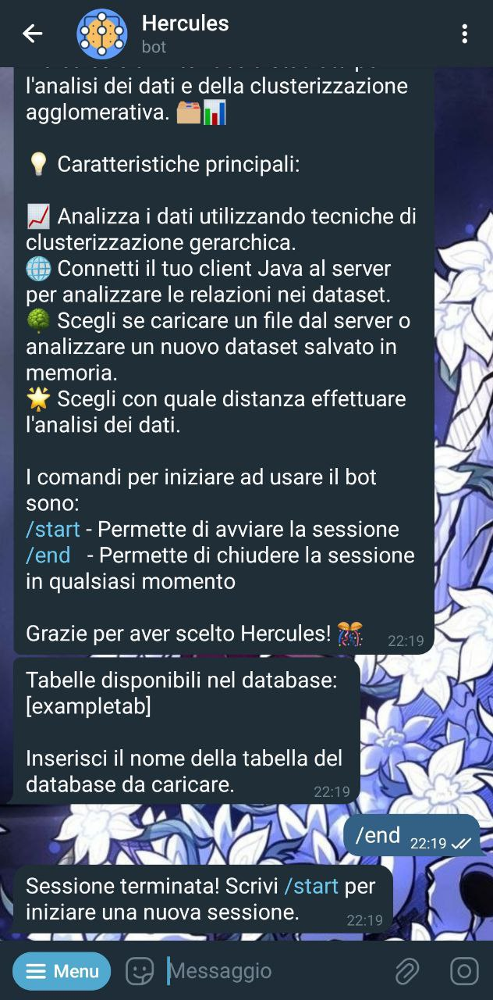 Hercules
bot
l'analisi dei dati e della clusterizzazione
agglomerativa.
Caratteristiche principali:
Analizza i dati utilizzando tecniche di
clusterizzazione gerarchica.
Connetti il tuo client Java al server
per analizzare le relazioni nei dataset.
Scegli se caricare un file dal server o
analizzare un nuovo dataset salvato in
memoria.
Scegli con quale distanza effettuare
l'analisi dei dati.
I comandi per iniziare ad usare il bot
sono:
/start - Permette di avviare la sessione
/end - Permette di chiudere la sessione
in qualsiasi momento
Grazie per aver scelto Hercules! 22:19
Tabelle disponibili nel database:
[exampletab]
Inserisci il nome della tabella del
database da caricare. 22:19
/end 22:19
Sessione terminata! Scrivi /start per
iniziare una nuova sessione. 22:19
Menu Messaggio